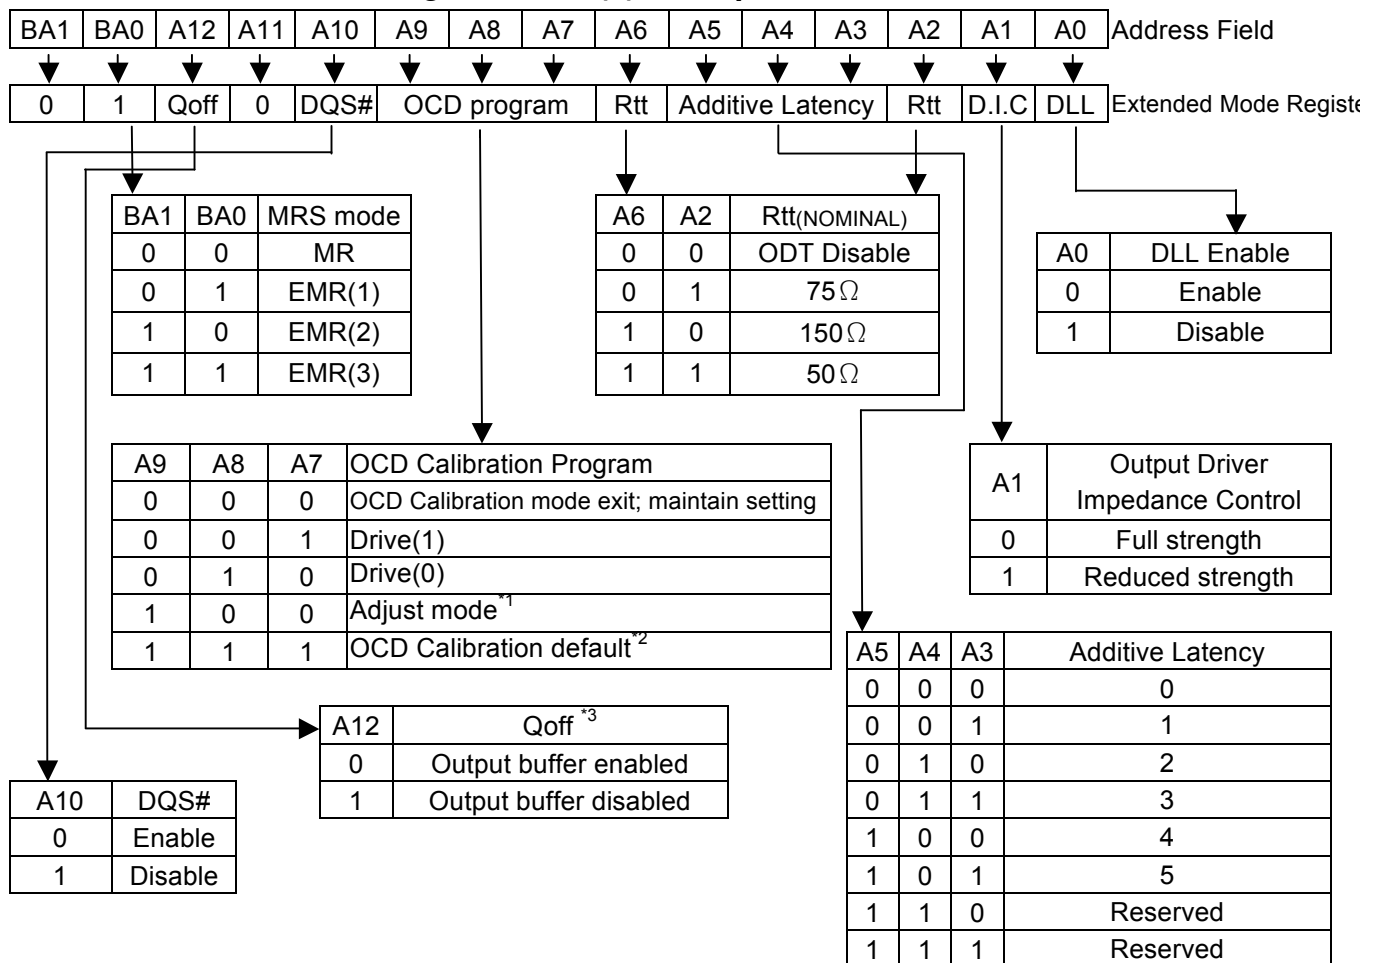 BA1 BA0 A12 A11 A10 A9 A8 A7 A6 A5 A4 A3 A2 A1 A0 Address Field
0 1 Qoff 0 DQS# OCD program Rtt Additive Latency Rtt D.I.C DLL Extended Mode Registe
BA1 BA0 MRS mode
0 0 MR
0 1 EMR(1)
1 0 EMR(2)
1 1 EMR(3)
A6 A2 Rtt(NOMINAL)
0 0 ODT Disable
0 1 75Ω
1 0 150Ω
1 1 50Ω
A0 DLL Enable
0 Enable
1 Disable
A9 A8 A7 OCD Calibration Program
0 0 0 OCD Calibration mode exit; maintain setting
0 0 1 Drive(1)
0 1 0 Drive(0)
1 0 0 Adjust mode*1
1 1 1 OCD Calibration default*2
A1 Output Driver
Impedance Control
0 Full strength
1 Reduced strength
A12 Qoff *3
0 Output buffer enabled
1 Output buffer disabled
A10 DQS#
0 Enable
1 Disable
A5 A4 A3 Additive Latency
0 0 0 0
0 0 1 1
0 1 0 2
0 1 1 3
1 0 0 4
1 0 1 5
1 1 0 Reserved
1 1 1 Reserved